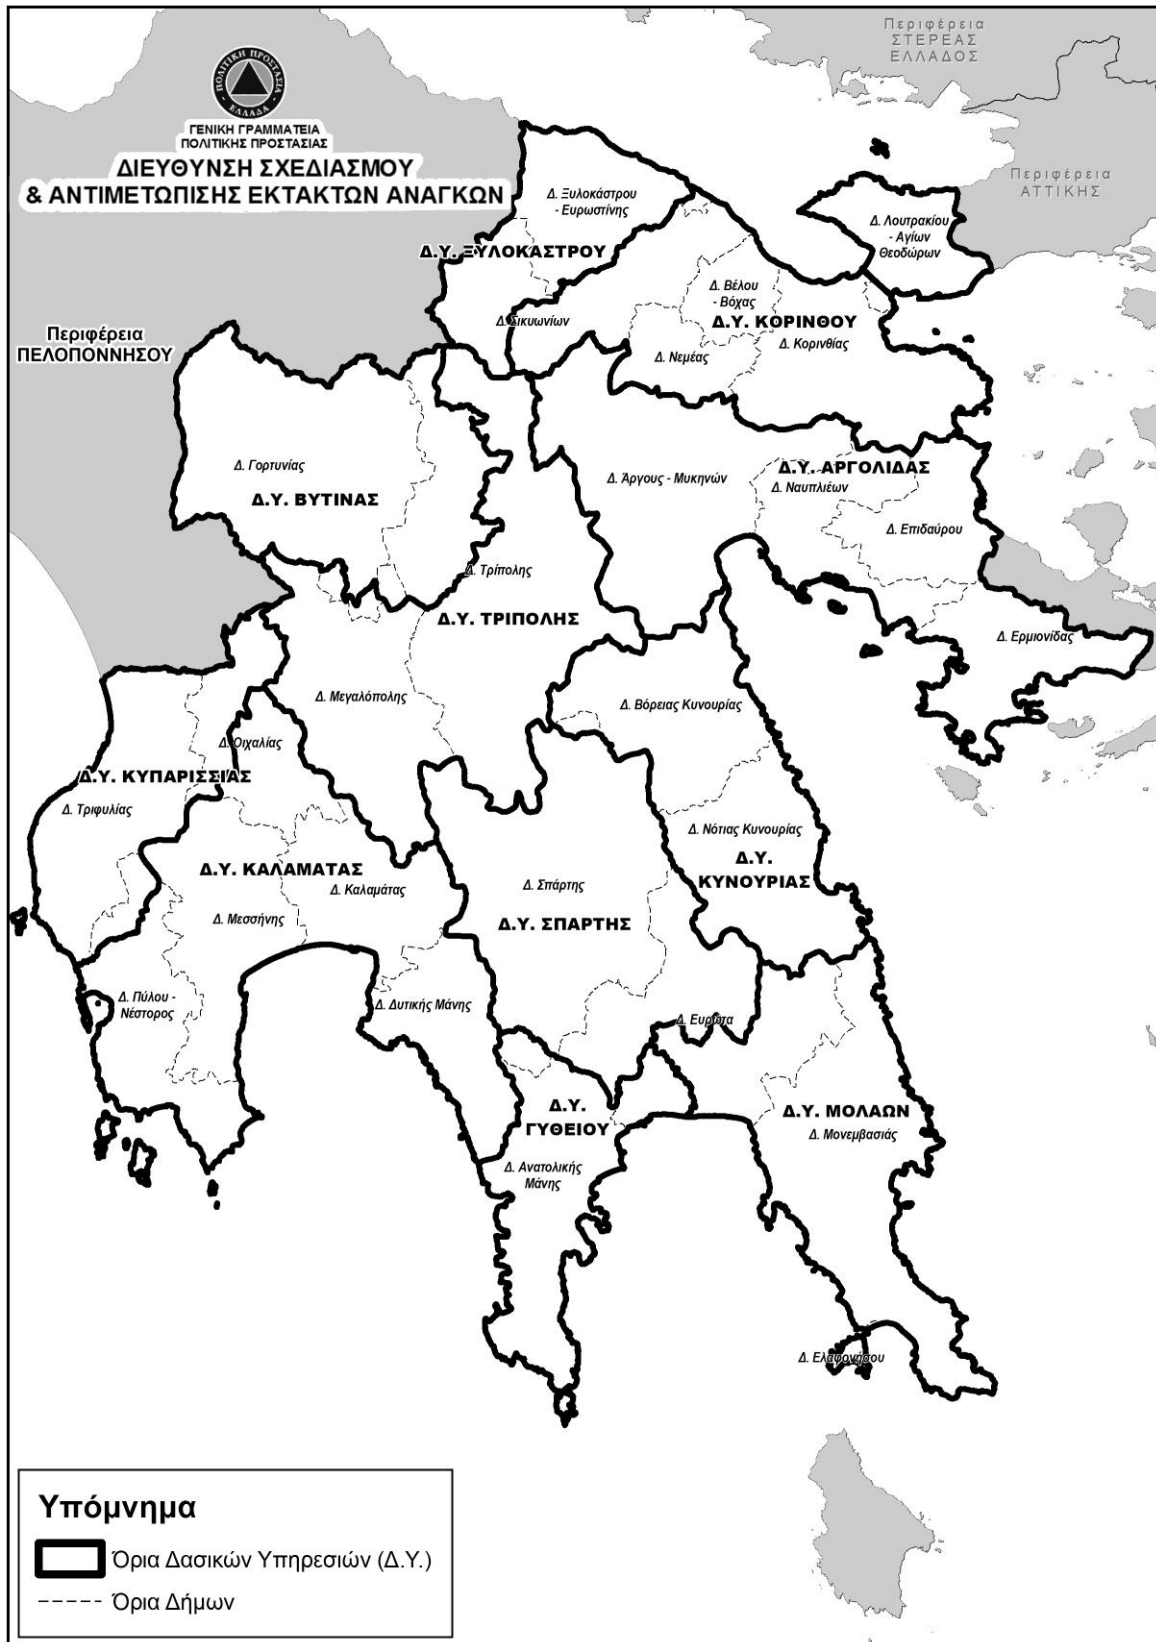 Περιφέρεια
ΣΤΕΡΕΑΣ
ΕΛΛΑΔΟΣ
ΠΟΛΙΤΙΚΗ ΠΡΟΣΤΑΣΙΑ
ΕΛΛΑΔΑ
ΓΕΝΙΚΗ ΓΡΑΜΜΑΤΕΙΑ
ΠΟΛΙΤΙΚΗΣ ΠΡΟΣΤΑΣΙΑΣ
ΔΙΕΥΘΥΝΣΗ ΣΧΕΔΙΑΣΜΟΥ
& ΑΝΤΙΜΕΤΩΠΙΣΗΣ ΕΚΤΑΚΤΩΝ ΑΝΑΓΚΩΝ
Περιφέρεια
ΑΤΤΙΚΗΣ
Δ. Ξυλοκάστρου
- Ευρωστίνης
Δ. Λουτρακίου
- Αγίων
Θεοδώρων
Δ.Υ. ΞΥΛΟΚΑΣΤΡΟΥ
Δ. Βέλου
- Βόχας
Δ. Σικυωνίων
Δ.Υ. ΚΟΡΙΝΘΟΥ
Περιφέρεια
ΠΕΛΟΠΟΝΝΗΣΟΥ
Δ. Νεμέας
Δ. Κορινθίας
Δ. Γορτυνίας
Δ.Υ. ΒΥΤΙΝΑΣ
Δ. Άργους - Μυκηνών
Δ.Υ. ΑΡΓΟΛΙΔΑΣ
Δ. Ναυπλιέων
Δ. Επιδαύρου
Δ. Τρίπολης
Δ.Υ. ΤΡΙΠΟΛΗΣ
Δ. Ερμιονίδας
Δ. Μεγαλόπολης
Δ. Βόρειας Κυνουρίας
Δ. Οιχαλίας
Δ.Υ. ΚΥΠΑΡΙΣΣΙΑΣ
Δ. Τριφυλίας
Δ. Νότιας Κυνουρίας
Δ.Υ.
ΚΥΝΟΥΡΙΑΣ
Δ.Υ. ΚΑΛΑΜΑΤΑΣ
Δ. Καλαμάτας
Δ. Σπάρτης
Δ. Μεσσήνης
Δ.Υ. ΣΠΑΡΤΗΣ
Δ. Πύλου -
Νέστορος
Δ. Δυτικής Μάνης
Δ. Ευρώτα
Δ.Υ.
ΓΥΘΕΙΟΥ
Δ.Υ. ΜΟΛΑΩΝ
Δ. Μονεμβασιάς
Δ. Ανατολικής
Μάνης
Δ. Ελαφονήσου
Υπόμνημα
Όρια Δασικών Υπηρεσιών (Δ.Υ.)
Όρια Δήμων